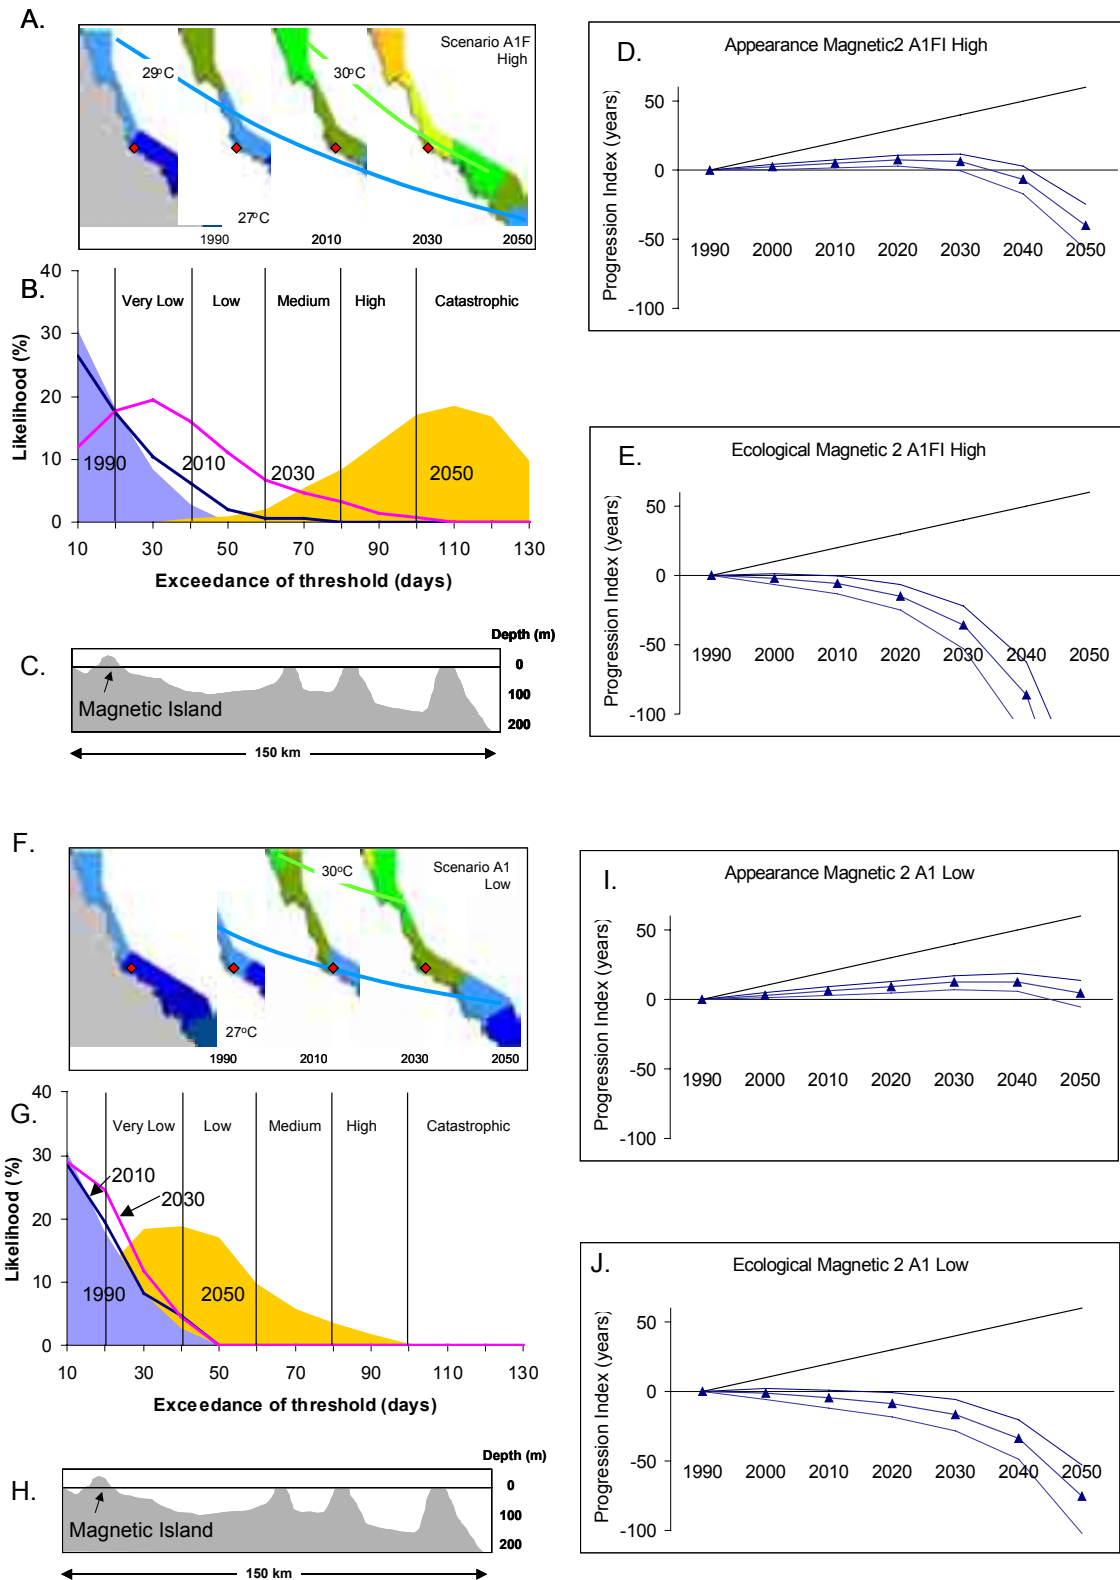 A.
Scenario A1F
High
29°C
30°C
27°C
1990
2010
2030
2050
B.
40
30
20
10
0
Likelihood (%)
Very Low
Low
Medium
High
Catastrophic
1990
2010
2030
2050
10
30
50
70
90
110
130
Exceedance of threshold (days)
C.
Depth (m)
0
100
200
Magnetic Island
150 km
D.
Appearance Magnetic2 A1FI High
Progression Index (years)
50
0
-50
-100
1990
2000
2010
2020
2030
2040
2050
E.
Ecological Magnetic 2 A1FI High
Progression Index (years)
50
0
-50
-100
1990
2000
2010
2020
2030
2040
2050
F.
Scenario A1
Low
30°C
27°C
1990
2010
2030
2050
G.
40
30
20
10
0
Likelihood (%)
Very Low
Low
Medium
High
Catastrophic
2010
2030
1990
2050
10
30
50
70
90
110
130
Exceedance of threshold (days)
H.
Depth (m)
0
100
200
Magnetic Island
150 km
I.
Appearance Magnetic 2 A1 Low
Progression Index (years)
50
0
-50
-100
1990
2000
2010
2020
2030
2040
2050
J.
Ecological Magnetic 2 A1 Low
Progression Index (years)
50
0
-50
-100
1990
2000
2010
2020
2030
2040
2050